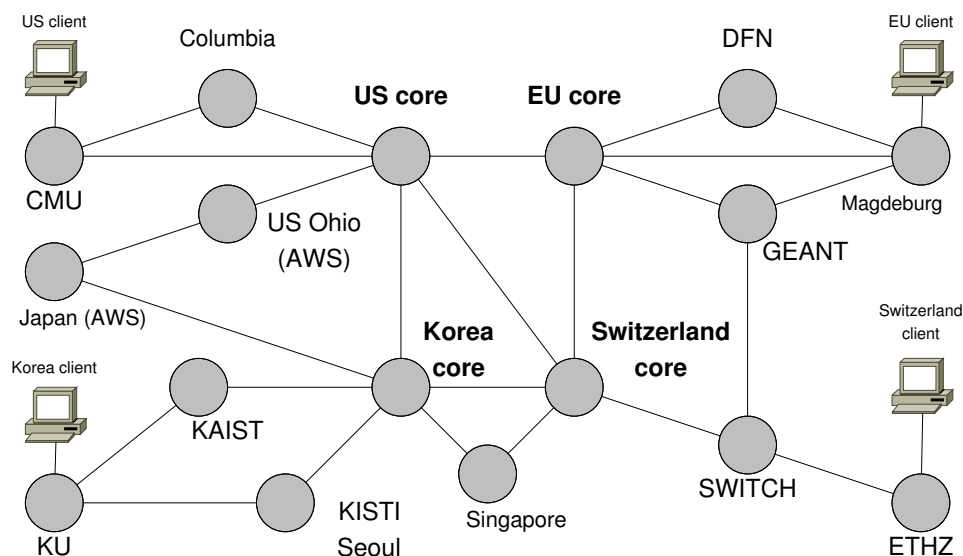 US client
Columbia
DFN
EU client
US core
EU core
CMU
US Ohio
(AWS)
Magdeburg
GEANT
Japan (AWS)
Korea
core
Switzerland
core
Switzerland
client
Korea client
KAIST
SWITCH
KU
KISTI
Seoul
Singapore
ETHZ